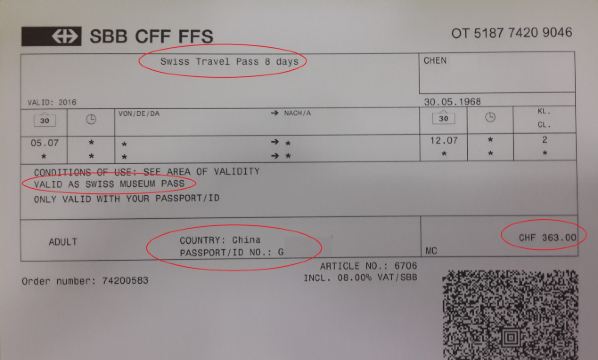 SBB CFF FFS
OT 5187 7420 9046
Swiss Travel Pass 8 days
CHEN
VALID: 2016
30.05.1968
30 VON/DE/DA → NACH/A 30 KL.
CL.
05.07 * * → * 12.07 * 2
* * * → * * * *
CONDITIONS OF USE: SEF AREA OF VALIDITY
VALID AS SWISS MUSEUM PASS
ONLY VALID WITH YOUR PASSPORT/ID
ADULT
COUNTRY: China
PASSPORT/ID NO.: G
CHF 363.00
MC
ARTICLE NO.: 6706
Order number: 74200583
INCL. 08.00% VAT/SBB